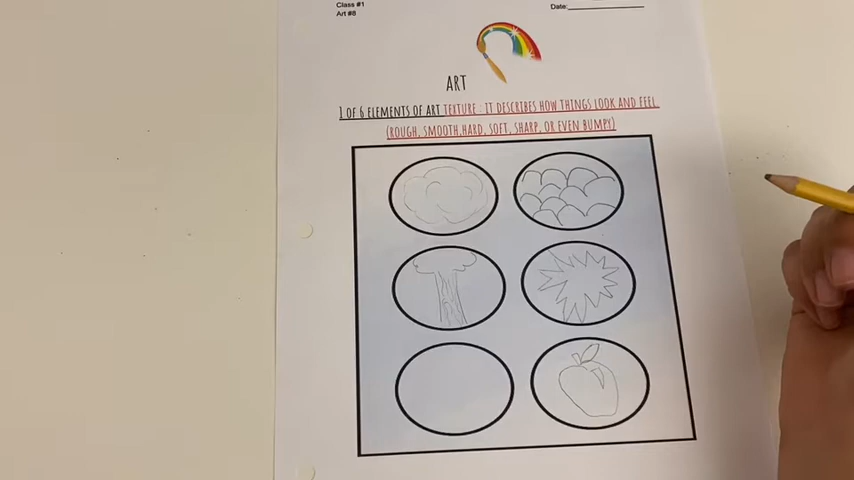 Class #1
Date:
Art #8
ART
1 OF 6 ELEMENTS OF ART TEXTURE : IT DESCRIBES HOW THINGS LOOK AND FEEL
(ROUGH, SMOOTH,HARD, SOFT, SHARP, OR EVEN BUMPY)